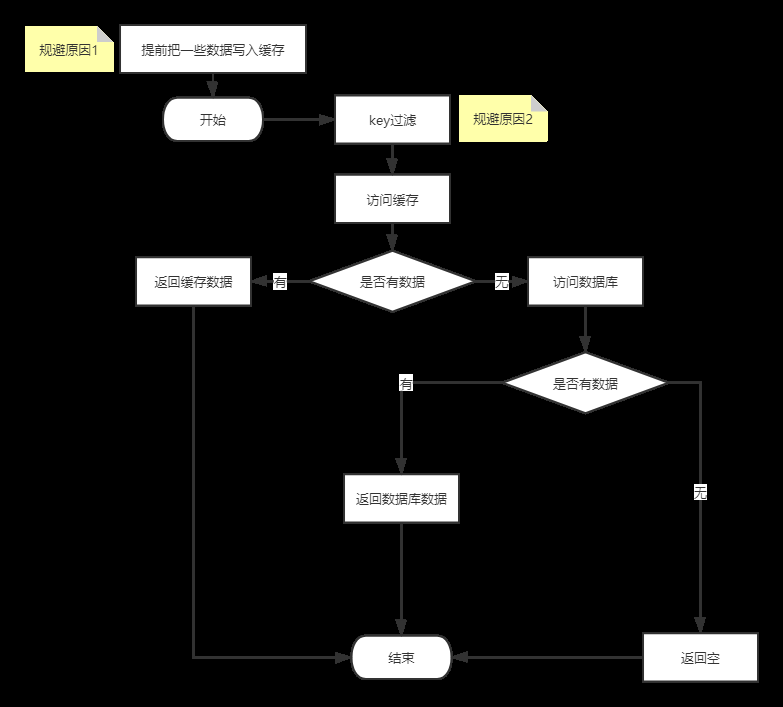 规避原因1
提前把一些数据写入缓存
开始
key过滤
规避原因2
访问缓存
返回缓存数据
有
是否有数据
无
访问数据库
有
是否有数据
无
返回数据库数据
结束
返回空